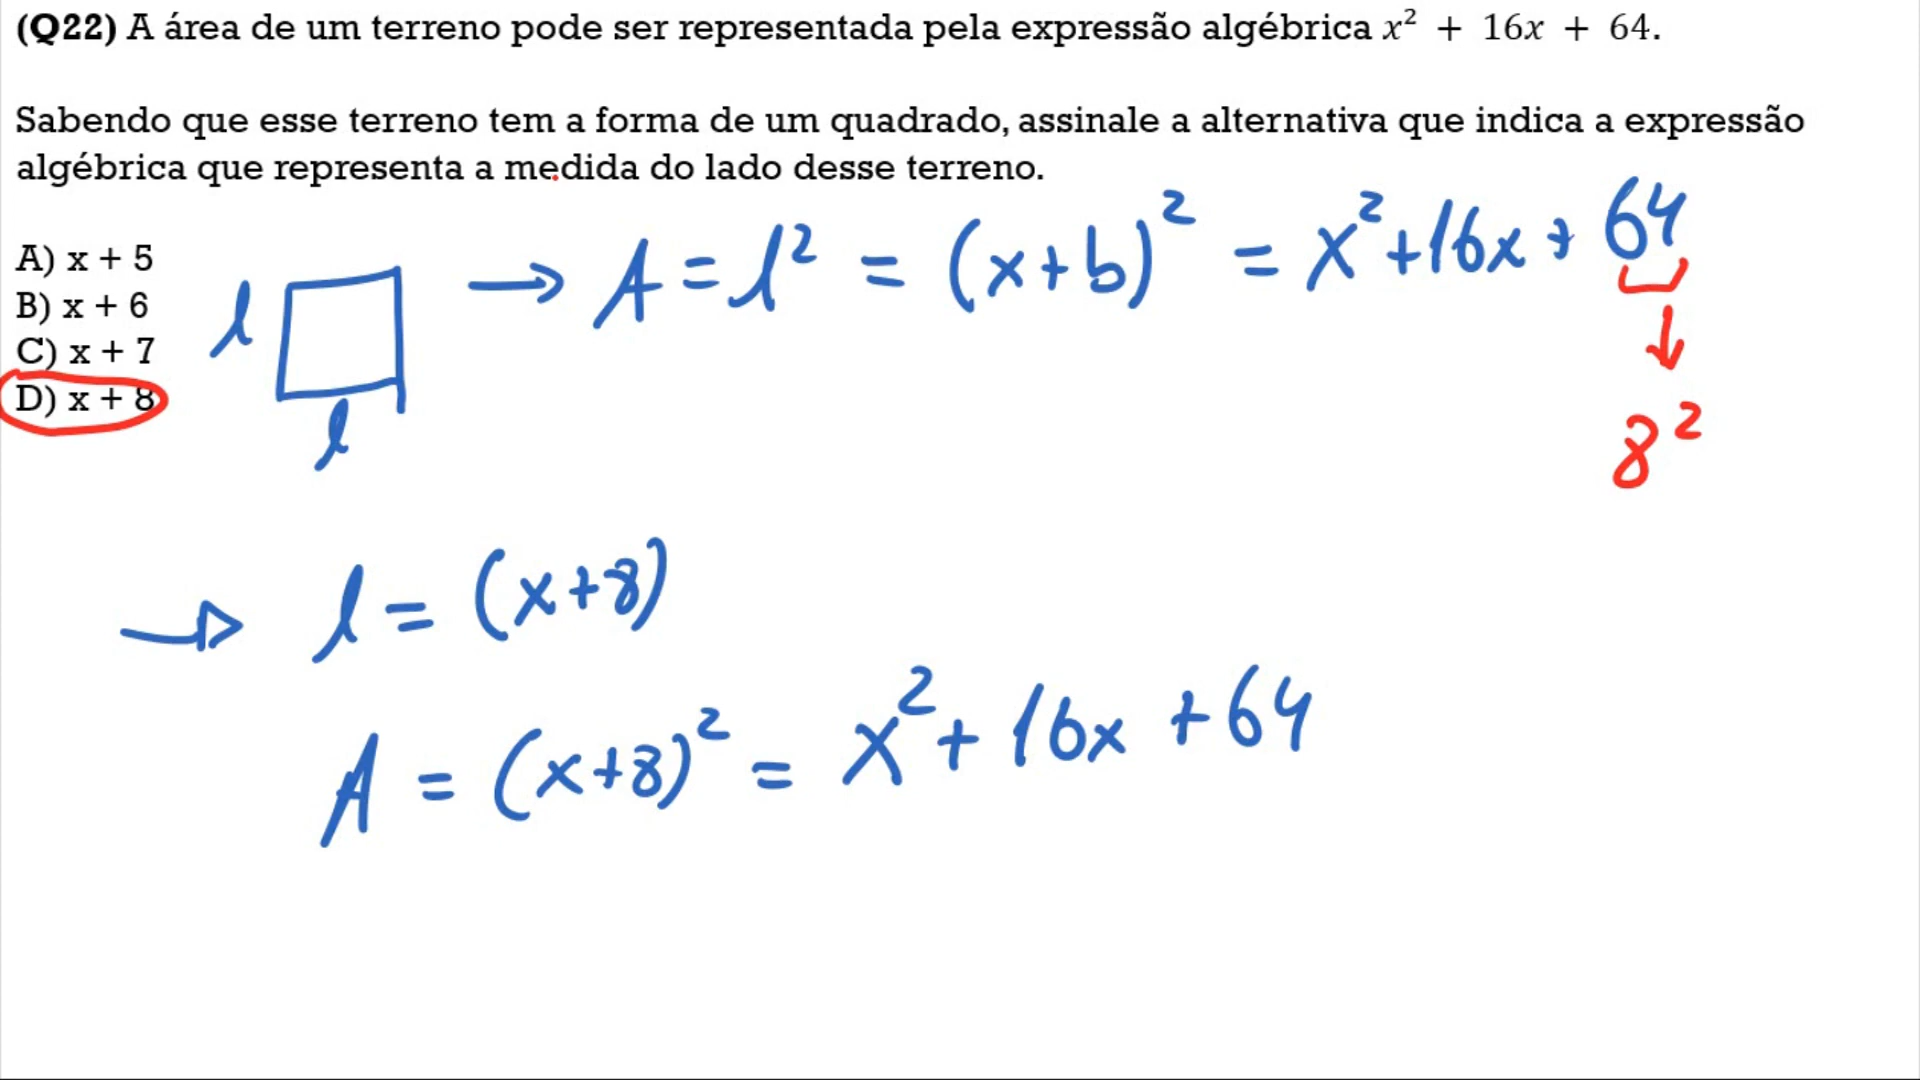 (Q22) A área de um terreno pode ser representada pela expressão algébrica x² + 16x + 64.
Sabendo que esse terreno tem a forma de um quadrado, assinale a alternativa que indica a expressão
algébrica que representa a medida do lado desse terreno.
A) x + 5
B) x + 6
C) x + 7
D) x + 8
l
l
→ A = l² = (x+b)² = x²+16x+64
↓
8²
→ l = (x+8)
A = (x+8)² = x²+16x+64